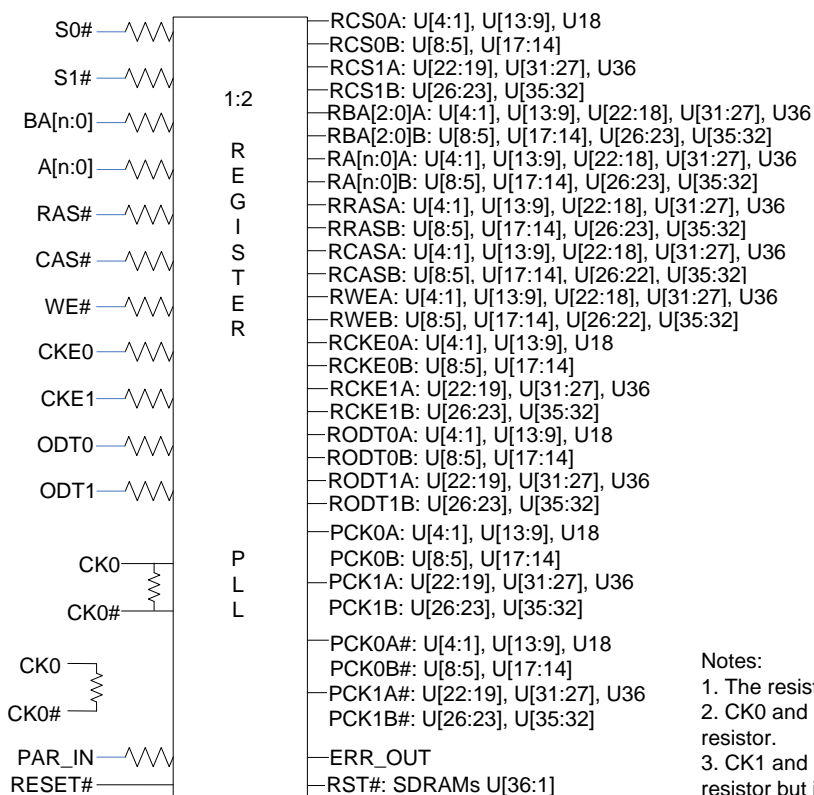 S0#
S1#
BA[n:0]
A[n:0]
RAS#
CAS#
WE#
CKE0
CKE1
ODT0
ODT1
CK0
CK0#
CK0
CK0#
PAR_IN
RESET#
1:2
R
E
G
I
S
T
E
R
P
L
L
RCS0A: U[4:1], U[13:9], U18
RCS0B: U[8:5], U[17:14]
RCS1A: U[22:19], U[31:27], U36
RCS1B: U[26:23], U[35:32]
RBA[2:0]A: U[4:1], U[13:9], U[22:18], U[31:27], U36
RBA[2:0]B: U[8:5], U[17:14], U[26:23], U[35:32]
RA[n:0]A: U[4:1], U[13:9], U[22:18], U[31:27], U36
RA[n:0]B: U[8:5], U[17:14], U[26:23], U[35:32]
RRASA: U[4:1], U[13:9], U[22:18], U[31:27], U36
RRASB: U[8:5], U[17:14], U[26:23], U[35:32]
RCASA: U[4:1], U[13:9], U[22:18], U[31:27], U36
RCASB: U[8:5], U[17:14], U[26:22], U[35:32]
RWEA: U[4:1], U[13:9], U[22:18], U[31:27], U36
RWEB: U[8:5], U[17:14], U[26:22], U[35:32]
RCKE0A: U[4:1], U[13:9], U18
RCKE0B: U[8:5], U[17:14]
RCKE1A: U[22:19], U[31:27], U36
RCKE1B: U[26:23], U[35:32]
RODT0A: U[4:1], U[13:9], U18
RODT0B: U[8:5], U[17:14]
RODT1A: U[22:19], U[31:27], U36
RODT1B: U[26:23], U[35:32]
PCK0A: U[4:1], U[13:9], U18
PCK0B: U[8:5], U[17:14]
PCK1A: U[22:19], U[31:27], U36
PCK1B: U[26:23], U[35:32]
PCK0A#: U[4:1], U[13:9], U18
PCK0B#: U[8:5], U[17:14]
PCK1A#: U[22:19], U[31:27], U36
PCK1B#: U[26:23], U[35:32]
ERR_OUT
RST#: SDRAMs U[36:1]
Notes:
1. The resist
2. CK0 and
resistor.
3. CK1 and
resistor but i